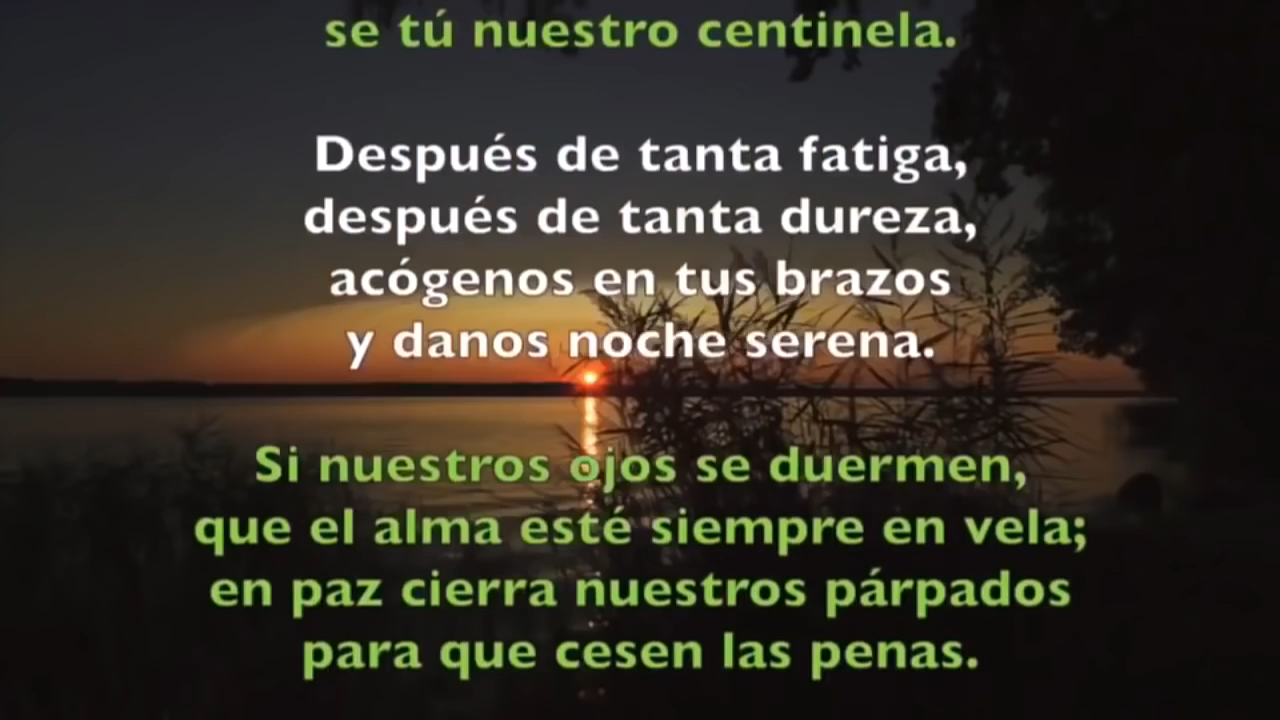 se tú nuestro centinela.
Después de tanta fatiga,
después de tanta dureza,
acógenos en tus brazos
y danos noche serena.
Si nuestros ojos se duermen,
que el alma esté siempre en vela;
en paz cierra nuestros párpados
para que cesen las penas.